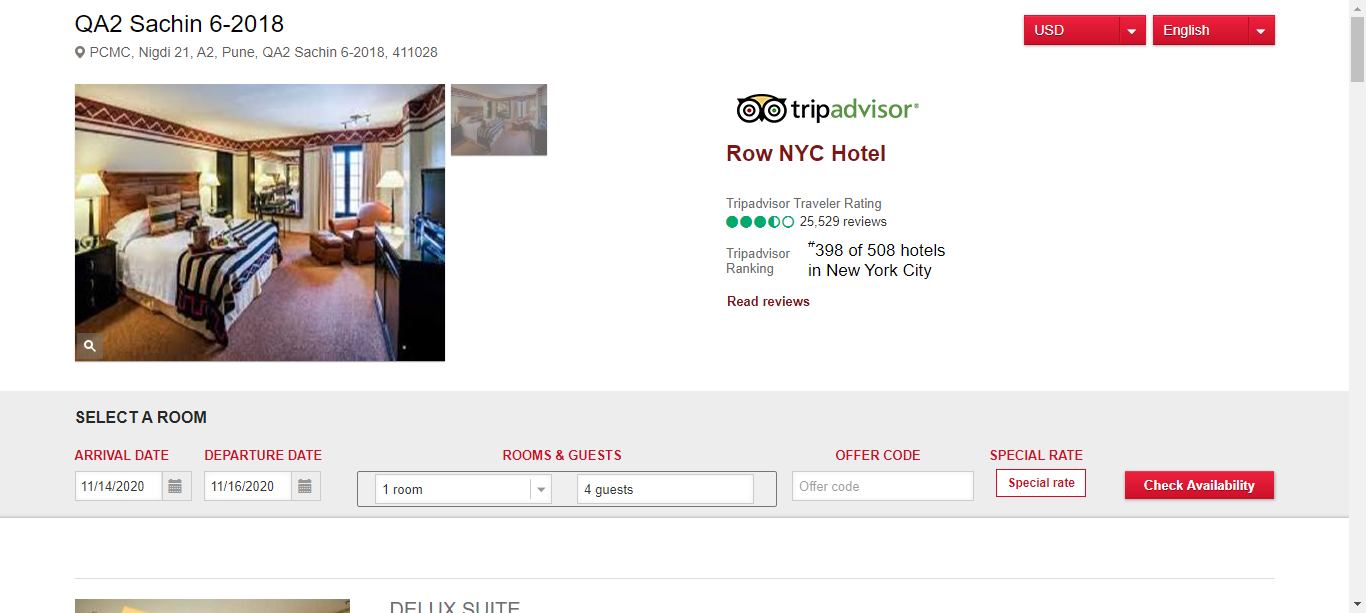 QA2 Sachin 6-2018
PCMC, Nigdi 21, A2, Pune, QA2 Sachin 6-2018, 411028
USD
English
tripadvisor®
Row NYC Hotel
Tripadvisor Traveler Rating
25,529 reviews
Tripadvisor Ranking
#398 of 508 hotels
in New York City
Read reviews
SELECT A ROOM
ARRIVAL DATE
DEPARTURE DATE
ROOMS & GUESTS
OFFER CODE
SPECIAL RATE
11/14/2020
11/16/2020
1 room
4 guests
Offer code
Special rate
Check Availability
DELUX SUITE